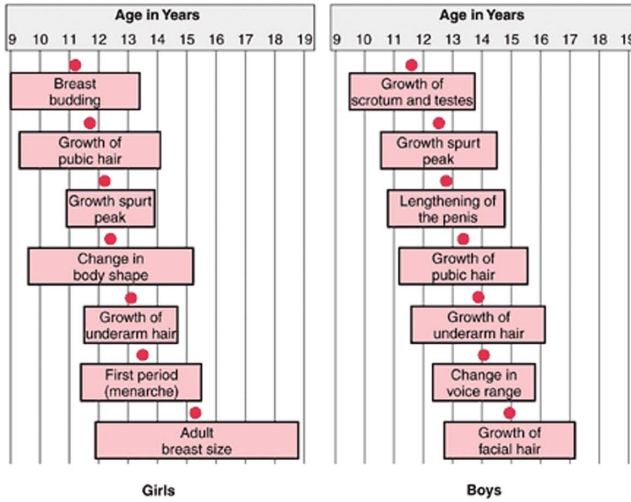 Age in Years
9 10 11 12 13 14 15 16 17 18 19
Breast
budding
Growth of
pubic hair
Growth spurt
peak
Change in
body shape
Growth of
underarm hair
First period
(menarche)
Adult
breast size
Girls
Age in Years
9 10 11 12 13 14 15 16 17 18 19
Growth of
scrotum and testes
Growth spurt
peak
Lengthening of
the penis
Growth of
pubic hair
Growth of
underarm hair
Change in
voice range
Growth of
facial hair
Boys